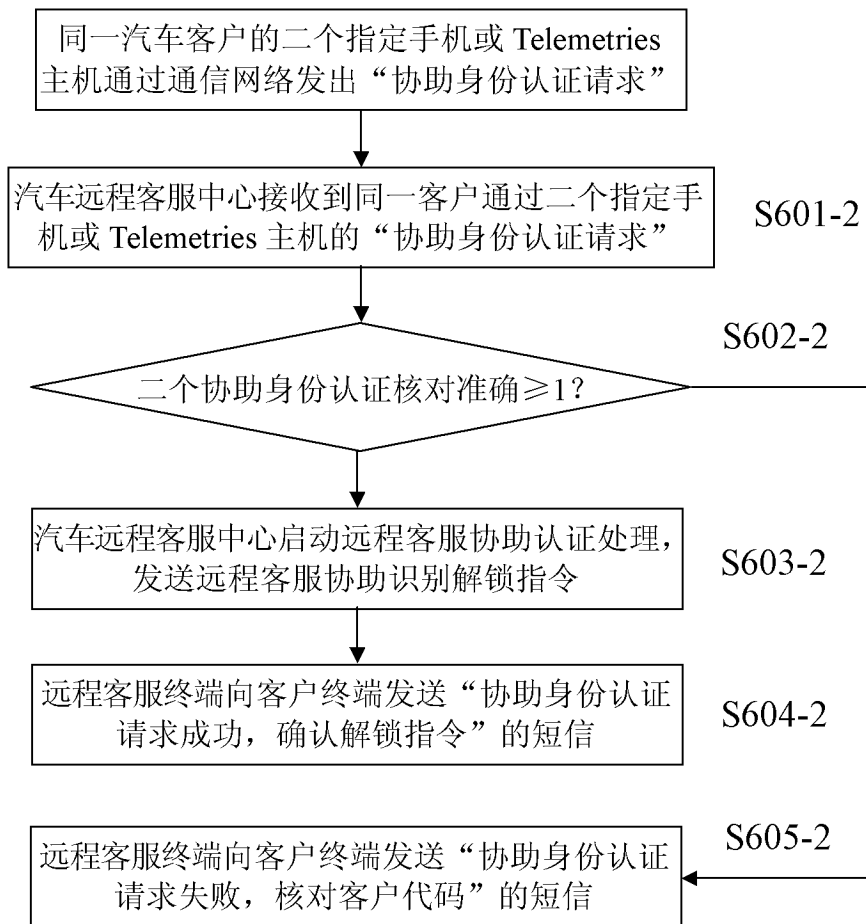 同一汽车客户的二个指定手机或 Telemetries
主机通过通信网络发出“协助身份认证请求”
汽车远程客服中心接收到同一客户通过二个指定手
机或 Telemetries 主机的“协助身份认证请求”
S601-2
S602-2
二个协助身份认证核对准确≥1？
汽车远程客服中心启动远程客服协助认证处理，
发送远程客服协助识别解锁指令
S603-2
远程客服终端向客户终端发送“协助身份认证
请求成功，确认解锁指令”的短信
S604-2
S605-2
远程客服终端向客户终端发送“协助身份认证
请求失败，核对客户代码”的短信